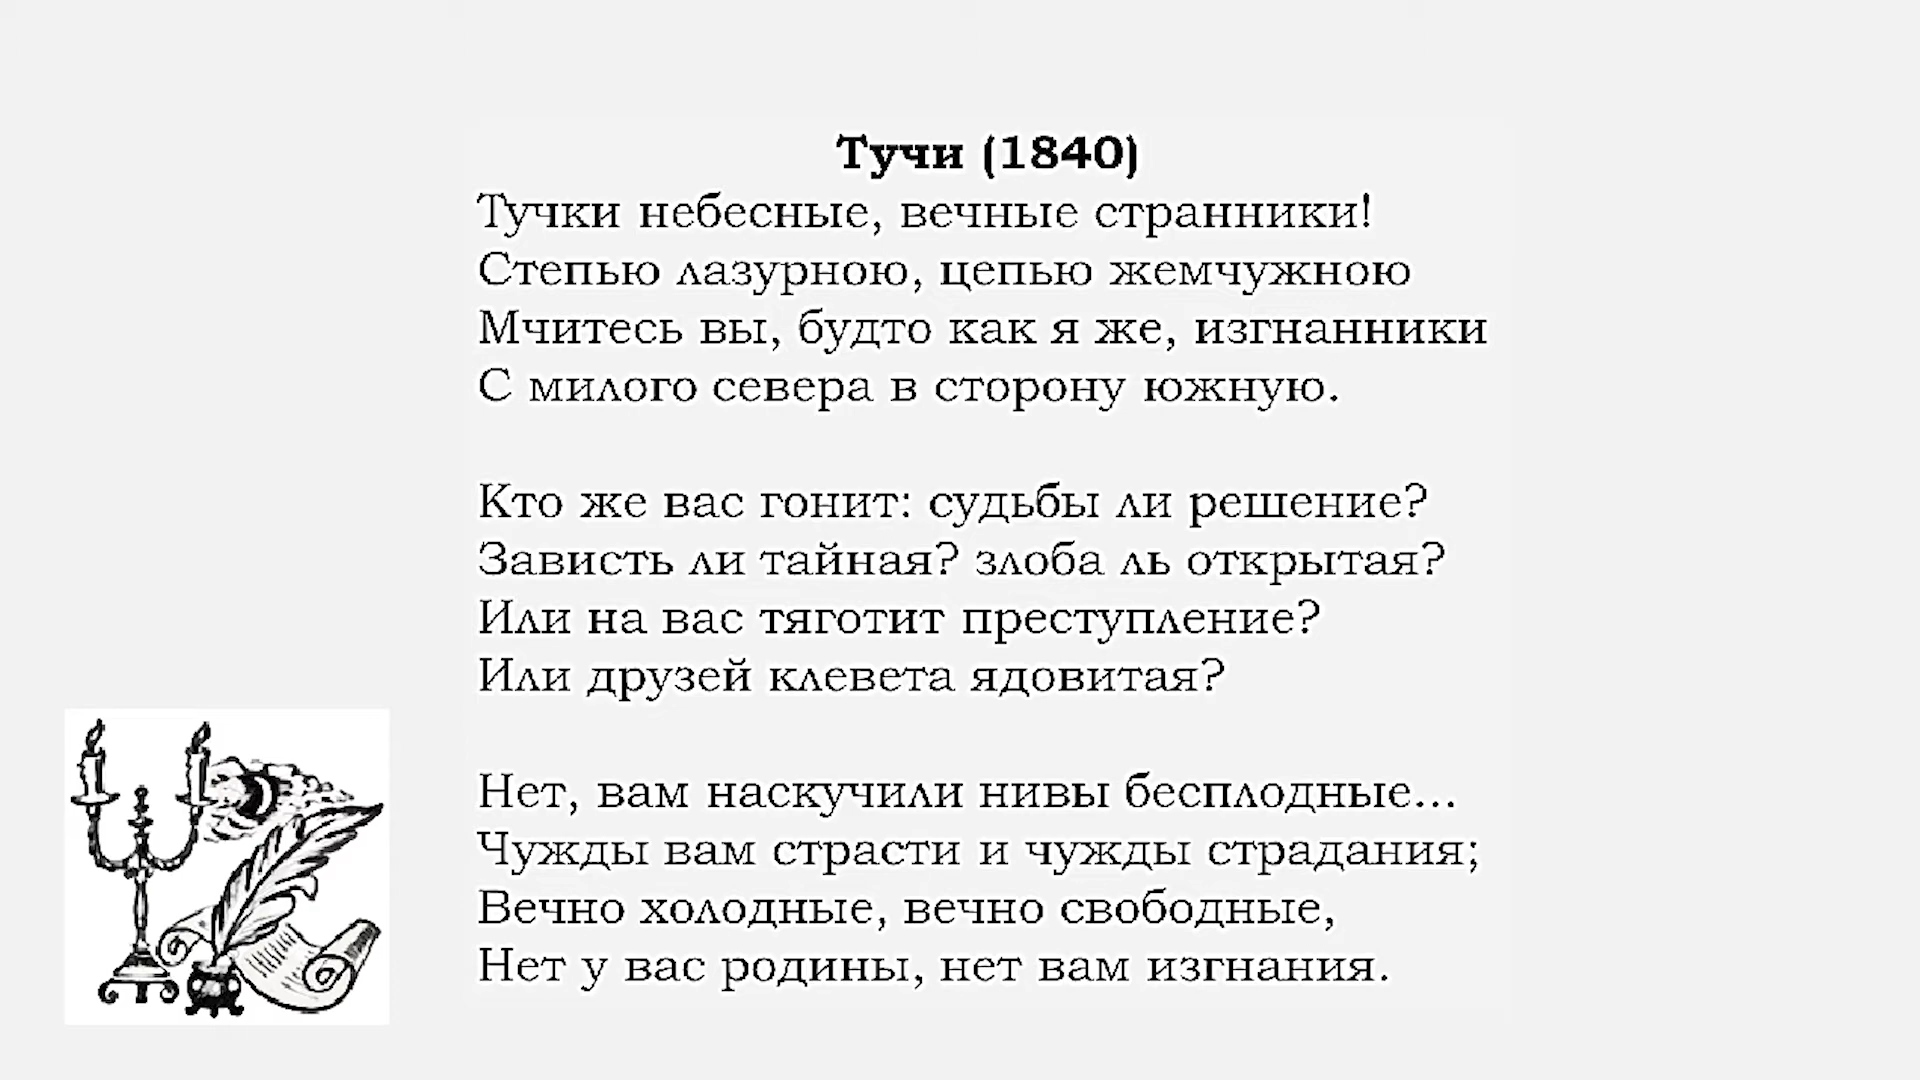 Тучи (1840)
Тучки небесные, вечные странники!
Степью лазурною, цепью жемчужною
Мчитесь вы, будто как я же, изгнанники
С милого севера в сторону южную.
Кто же вас гонит: судьбы ли решение?
Зависть ли тайная? злоба ль открытая?
Или на вас тяготит преступление?
Или друзей клевета ядовитая?
Нет, вам наскучили нивы бесплодные...
Чужды вам страсти и чужды страдания;
Вечно холодные, вечно свободные,
Нет у вас родины, нет вам изгнания.